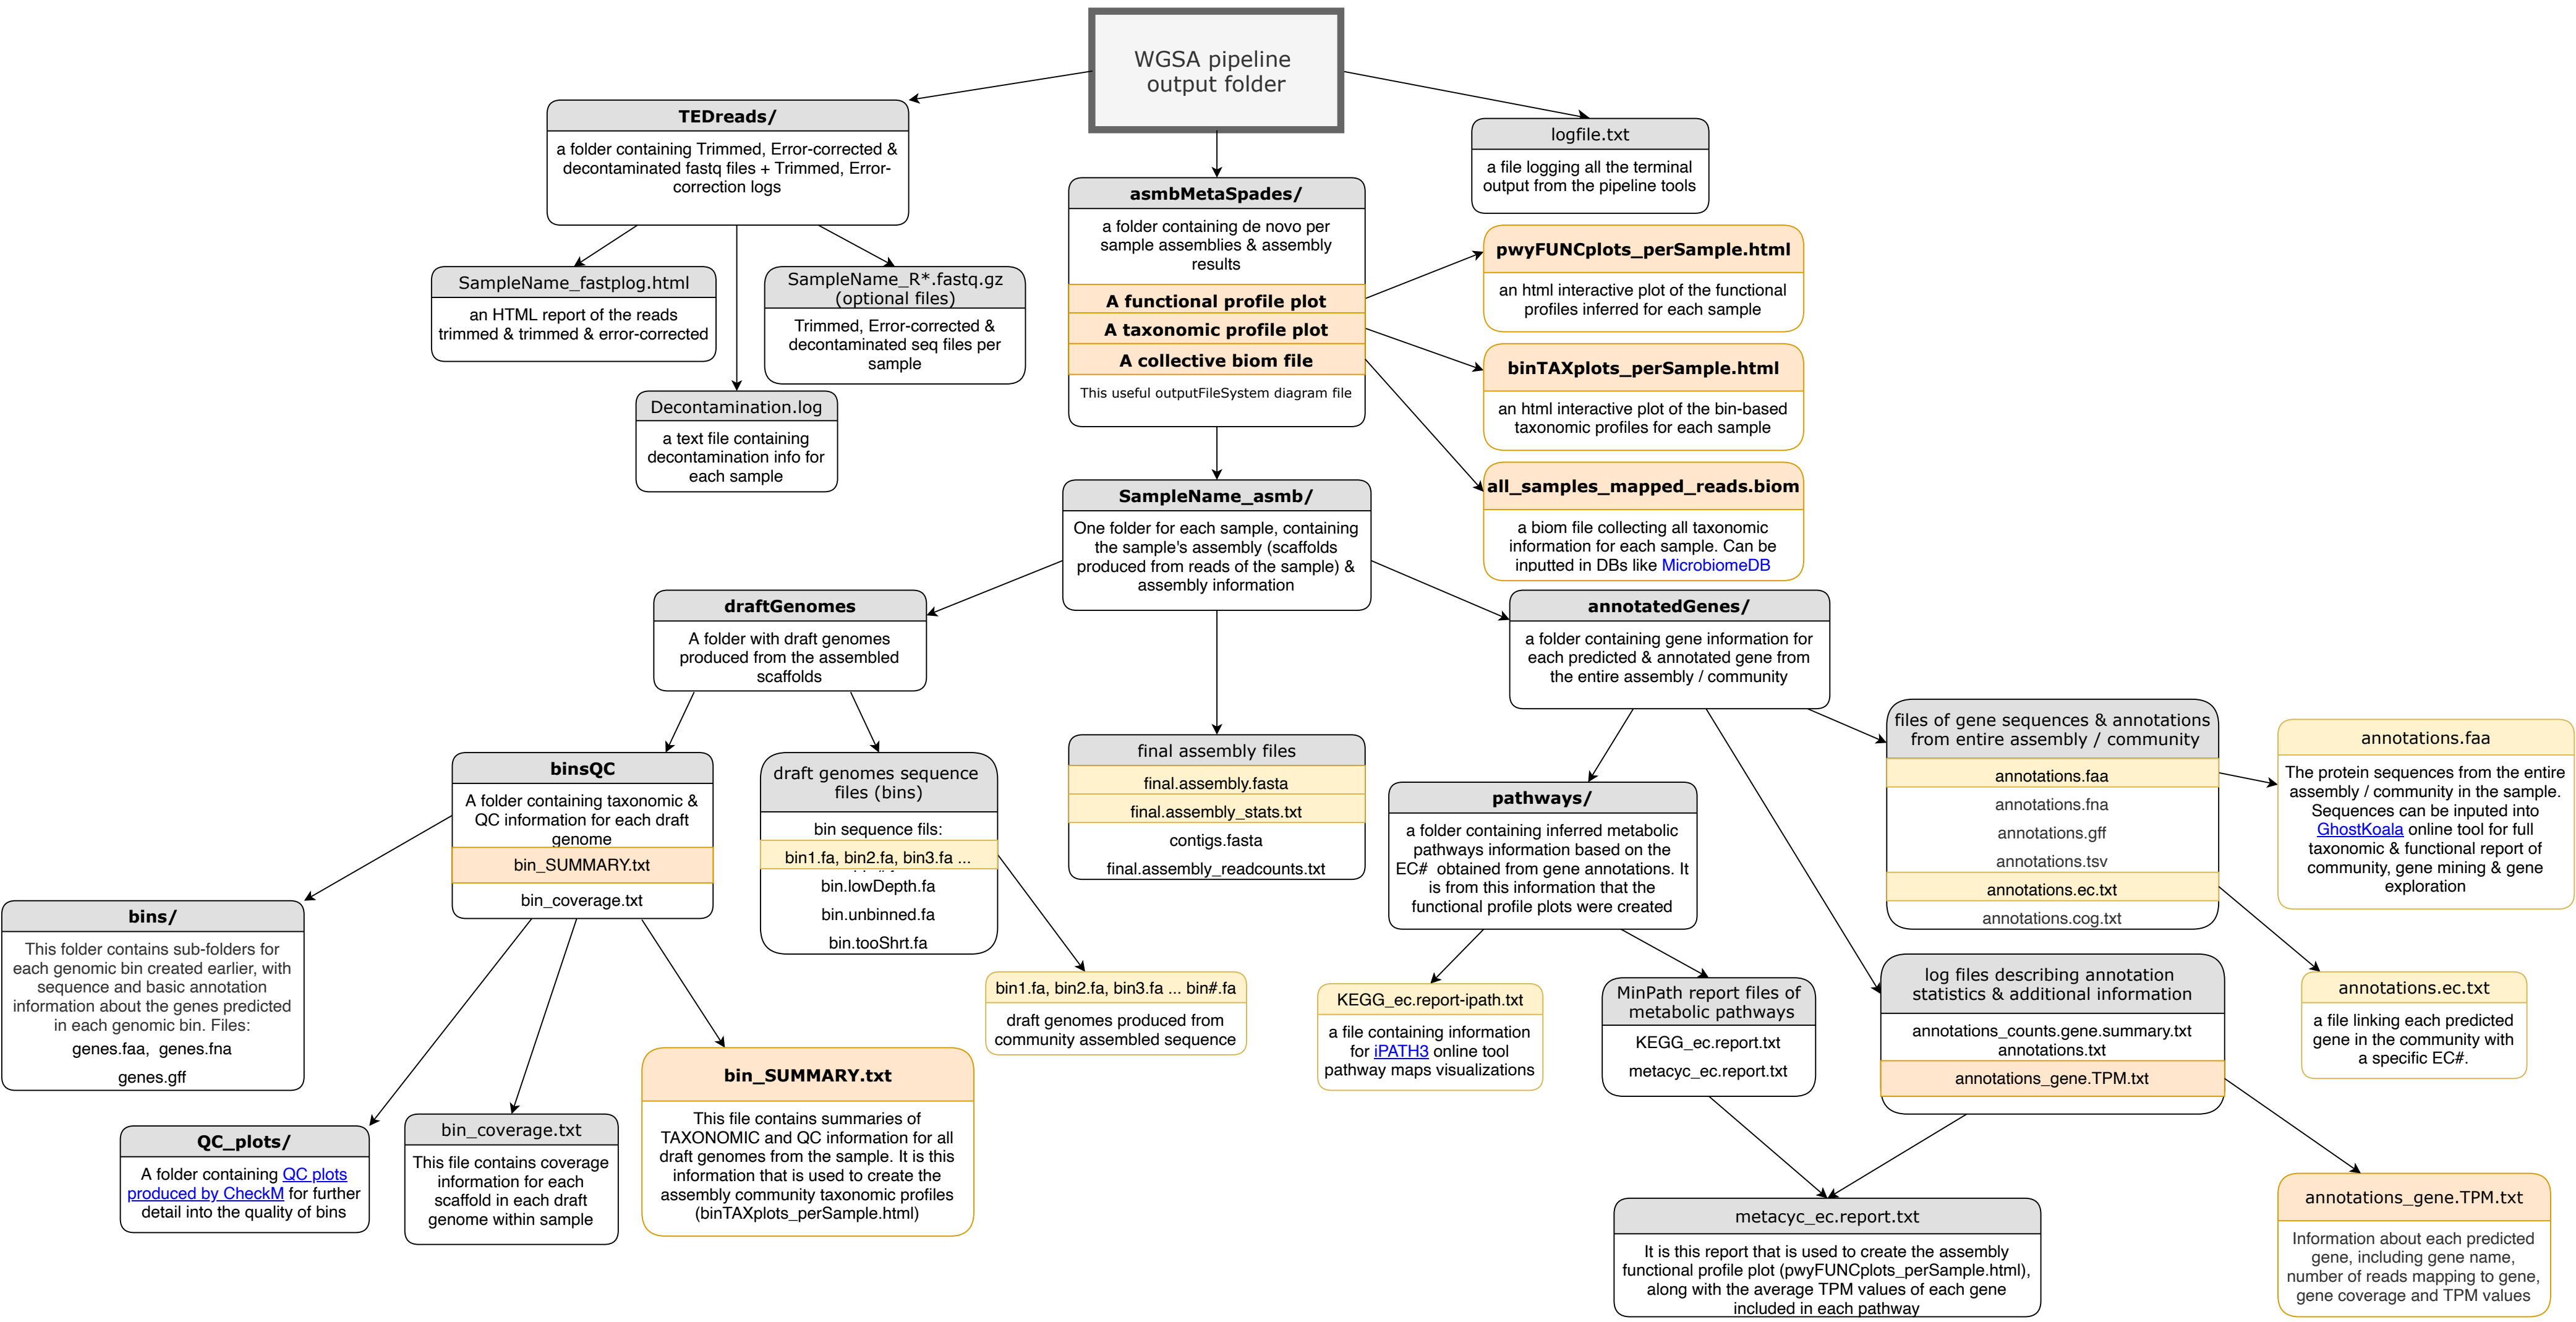 WGSA pipeline
output folder
TEDreads/
a folder containing Trimmed, Error-corrected &
decontaminated fastq files + Trimmed, Error-
correction logs
logfile.txt
a file logging all the terminal
output from the pipeline tools
asmbMetaSpades/
a folder containing de novo per
sample assemblies & assembly
results
A functional profile plot
A taxonomic profile plot
A collective biom file
This useful outputFileSystem diagram file
SampleName_fastplog.html
an HTML report of the reads
trimmed & trimmed & error-corrected
SampleName_R*.fastq.gz
(optional files)
Trimmed, Error-corrected &
decontaminated seq files per
sample
Decontamination.log
a text file containing
decontamination info for
each sample
pwyFUNCplots_perSample.html
an html interactive plot of the functional
profiles inferred for each sample
binTAXplots_perSample.html
an html interactive plot of the bin-based
taxonomic profiles for each sample
all_samples_mapped_reads.biom
a biom file collecting all taxonomic
information for each sample. Can be
inputted in DBs like MicrobiomeDB
SampleName_asmb/
One folder for each sample, containing
the sample's assembly (scaffolds
produced from reads of the sample) &
assembly information
draftGenomes
A folder with draft genomes
produced from the assembled
scaffolds
annotatedGenes/
a folder containing gene information for
each predicted & annotated gene from
the entire assembly / community
binsQC
A folder containing taxonomic &
QC information for each draft
genome
bin_SUMMARY.txt
bin_coverage.txt
draft genomes sequence
files (bins)
bin sequence fils:
bin1.fa, bin2.fa, bin3.fa ...
bin.lowDepth.fa
bin.unbinned.fa
bin.tooShrt.fa
final assembly files
final.assembly.fasta
final.assembly_stats.txt
contigs.fasta
final.assembly_readcounts.txt
pathways/
a folder containing inferred metabolic
pathways information based on the
EC# obtained from gene annotations. It
is from this information that the
functional profile plots were created
files of gene sequences & annotations
from entire assembly / community
annotations.faa
annotations.fna
annotations.gff
annotations.tsv
annotations.ec.txt
annotations.cog.txt
annotations.faa
The protein sequences from the entire
assembly / community in the sample.
Sequences can be inputed into
GhostKoala online tool for full
taxonomic & functional report of
community, gene mining & gene
exploration
bins/
This folder contains sub-folders for
each genomic bin created earlier, with
sequence and basic annotation
information about the genes predicted
in each genomic bin. Files:
genes.faa, genes.fna
genes.gff
bin1.fa, bin2.fa, bin3.fa ... bin#.fa
draft genomes produced from
community assembled sequence
KEGG_ec.report-ipath.txt
a file containing information
for iPATH3 online tool
pathway maps visualizations
MinPath report files of
metabolic pathways
KEGG_ec.report.txt
metacyc_ec.report.txt
log files describing annotation
statistics & additional information
annotations_counts.gene.summary.txt
annotations.txt
annotations_gene.TPM.txt
annotations.ec.txt
a file linking each predicted
gene in the community with
a specific EC#.
QC_plots/
A folder containing QC plots
produced by CheckM for further
detail into the quality of bins
bin_coverage.txt
This file contains coverage
information for each
scaffold in each draft
genome within sample
bin_SUMMARY.txt
This file contains summaries of
TAXONOMIC and QC information for all
draft genomes from the sample. It is this
information that is used to create the
assembly community taxonomic profiles
(binTAXplots_perSample.html)
metacyc_ec.report.txt
It is this report that is used to create the assembly
functional profile plot (pwyFUNCplots_perSample.html),
along with the average TPM values of each gene
included in each pathway
annotations_gene.TPM.txt
Information about each predicted
gene, including gene name,
number of reads mapping to gene,
gene coverage and TPM values